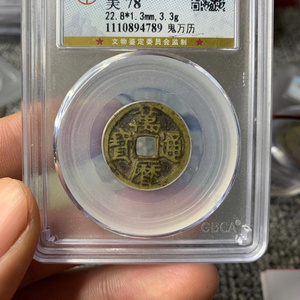 美 78
22.8*1.3mm,3.3g
1110894789 鬼万历
★ 文物鉴定委员会监制 ★
萬曆通寶
GBCA